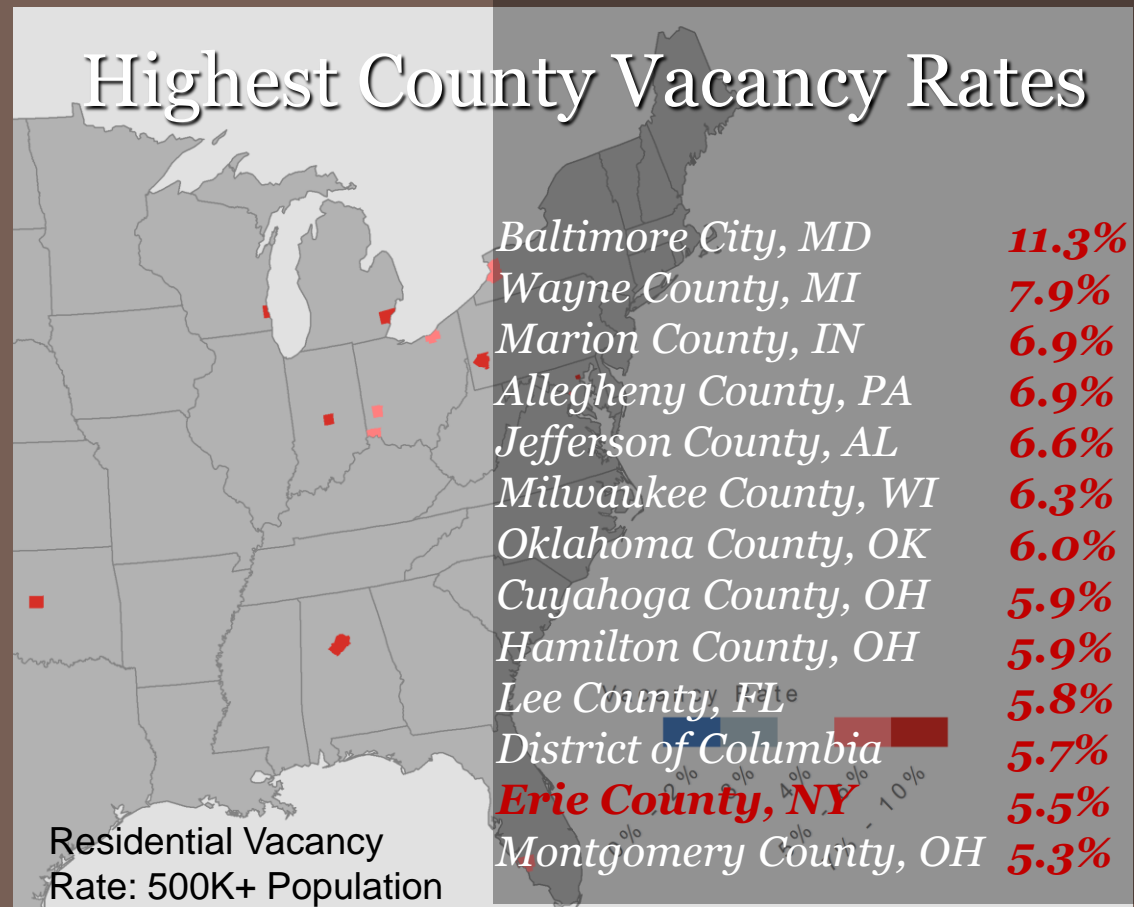 Highest County Vacancy Rates
Baltimore City, MD 11.3%
Wayne County, MI 7.9%
Marion County, IN 6.9%
Allegheny County, PA 6.9%
Jefferson County, AL 6.6%
Milwaukee County, WI 6.3%
Oklahoma County, OK 6.0%
Cuyahoga County, OH 5.9%
Hamilton County, OH 5.9%
Lee County, FL 5.8%
Vacancy Rate
District of Columbia 5.7%
Erie County, NY 5.5%
Montgomery County, OH 5.3%
Residential Vacancy
Rate: 500K+ Population